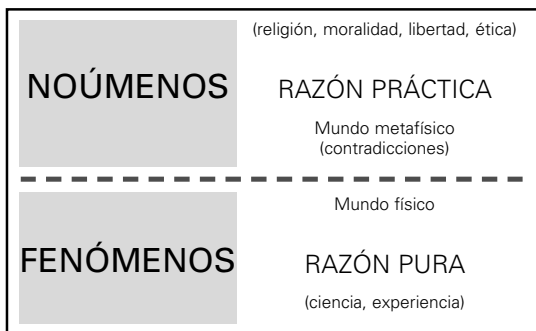 (religión, moralidad, libertad, ética)
NOÚMENOS
RAZÓN PRÁCTICA
Mundo metafísico
(contradicciones)
Mundo físico
FENÓMENOS
RAZÓN PURA
(ciencia, experiencia)